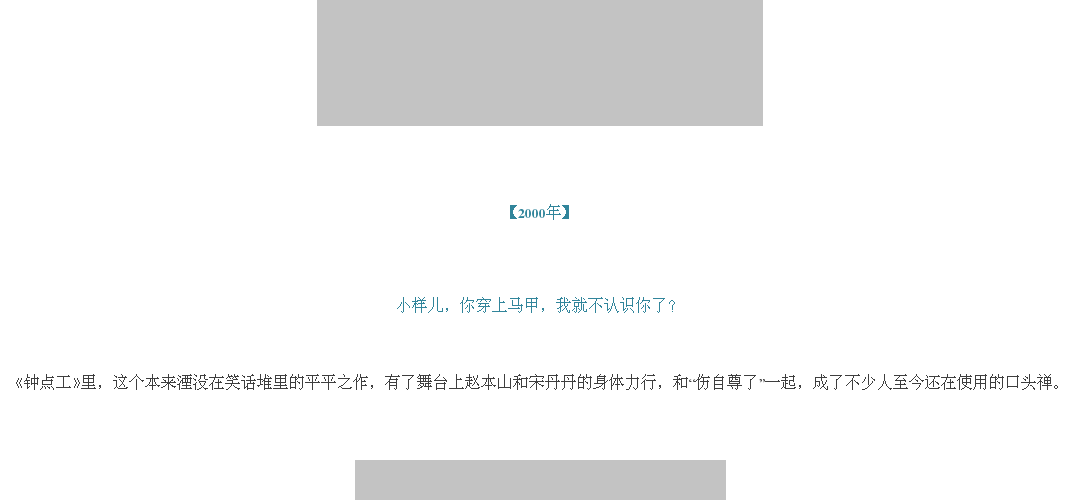 【2000年】
小样儿，你穿上马甲，我就不认识你了？
《钟点工》里，这个本来湮没在笑话堆里的平平之作，有了舞台上赵本山和宋丹丹的身体力行，和“伤自尊了”一起，成了不少人至今还在使用的口头禅。